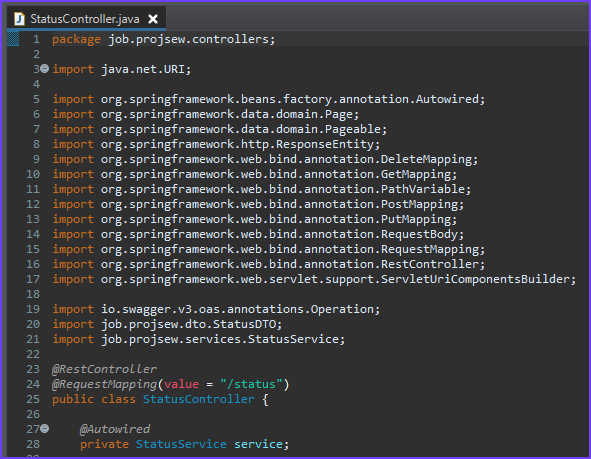 StatusController.java
1 package job.projsew.controllers;
2
3 import java.net.URI;
4
5 import org.springframework.beans.factory.annotation.Autowired;
6 import org.springframework.data.domain.Page;
7 import org.springframework.data.domain.Pageable;
8 import org.springframework.http.ResponseEntity;
9 import org.springframework.web.bind.annotation.DeleteMapping;
10 import org.springframework.web.bind.annotation.GetMapping;
11 import org.springframework.web.bind.annotation.PathVariable;
12 import org.springframework.web.bind.annotation.PostMapping;
13 import org.springframework.web.bind.annotation.PutMapping;
14 import org.springframework.web.bind.annotation.RequestBody;
15 import org.springframework.web.bind.annotation.RequestMapping;
16 import org.springframework.web.bind.annotation.RestController;
17 import org.springframework.web.servlet.support.ServletUriComponentsBuilder;
18
19 import io.swagger.v3.oas.annotations.Operation;
20 import job.projsew.dto.StatusDTO;
21 import job.projsew.services.StatusService;
22
23 @RestController
24 @RequestMapping(value = "/status")
25 public class StatusController {
26
27 @Autowired
28 private StatusService service;